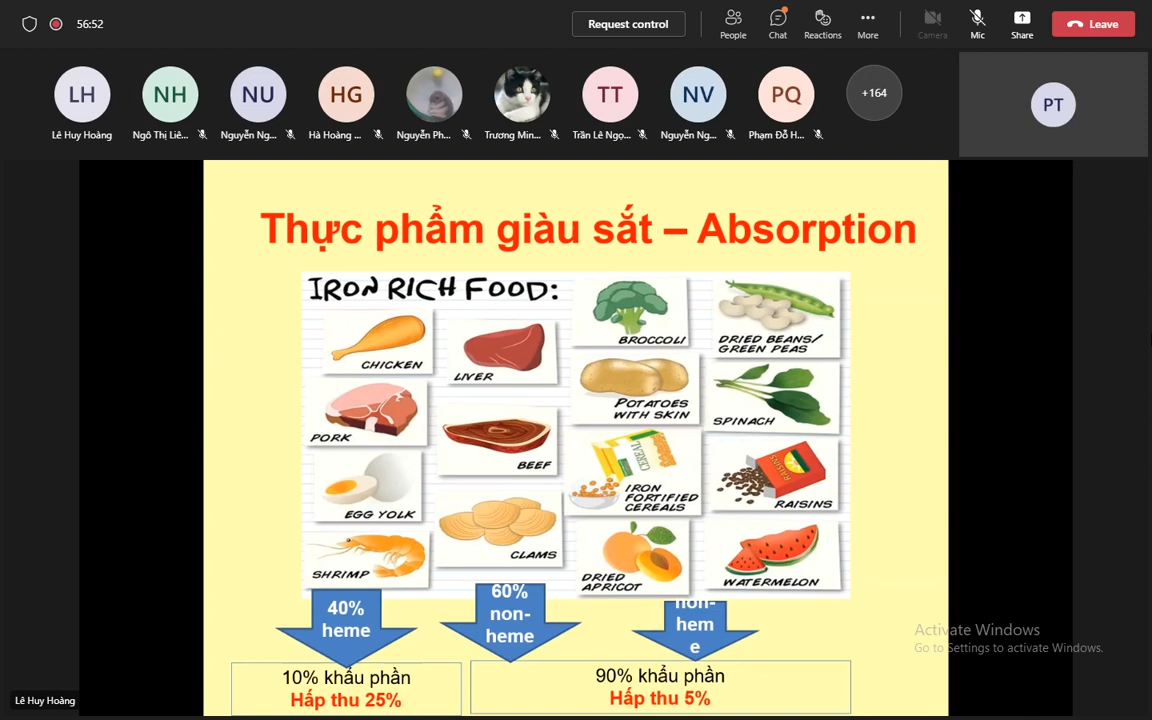 56:52
Request control
People
Chat
Reactions
More
Camera
Mic
Share
Leave
LH
NH
NU
HG
TT
NV
PQ
+164
PT
Lê Huy Hoàng
Ngô Thị Liê...
Nguyễn Ng...
Hà Hoàng ...
Nguyễn Ph...
Trương Min...
Trần Lê Ngọ...
Nguyễn Ng...
Phạm Đỗ H...
Thực phẩm giàu sắt – Absorption
IRON RICH FOOD:
CHICKEN
LIVER
BROCCOLI
DRIED BEANS/
GREEN PEAS
PORK
BEEF
POTATOES
WITH SKIN
SPINACH
EGG YOLK
CLAMS
CEREAL
IRON
FORTIFIED
CEREALS
RAISINS
RAISINS
SHRIMP
DRIED
APRICOT
WATERMELON
40%
heme
60%
non-
heme
non-
hem
e
10% khẩu phần
Hấp thu 25%
90% khẩu phần
Hấp thu 5%
Activate Windows
Go to Settings to activate Windows.
Lê Huy Hoàng